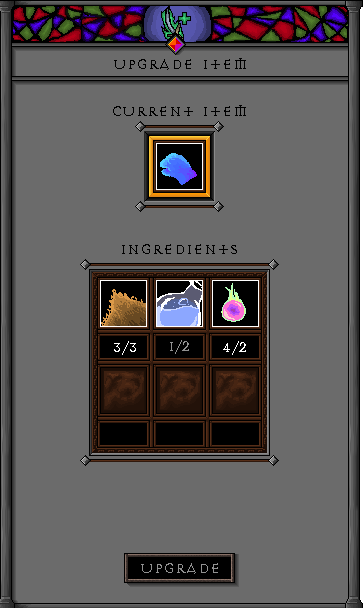 UPGRADE ITEM
CURRENT ITEM
INGREDIENTS
3/3 1/2 4/2
UPGRADE